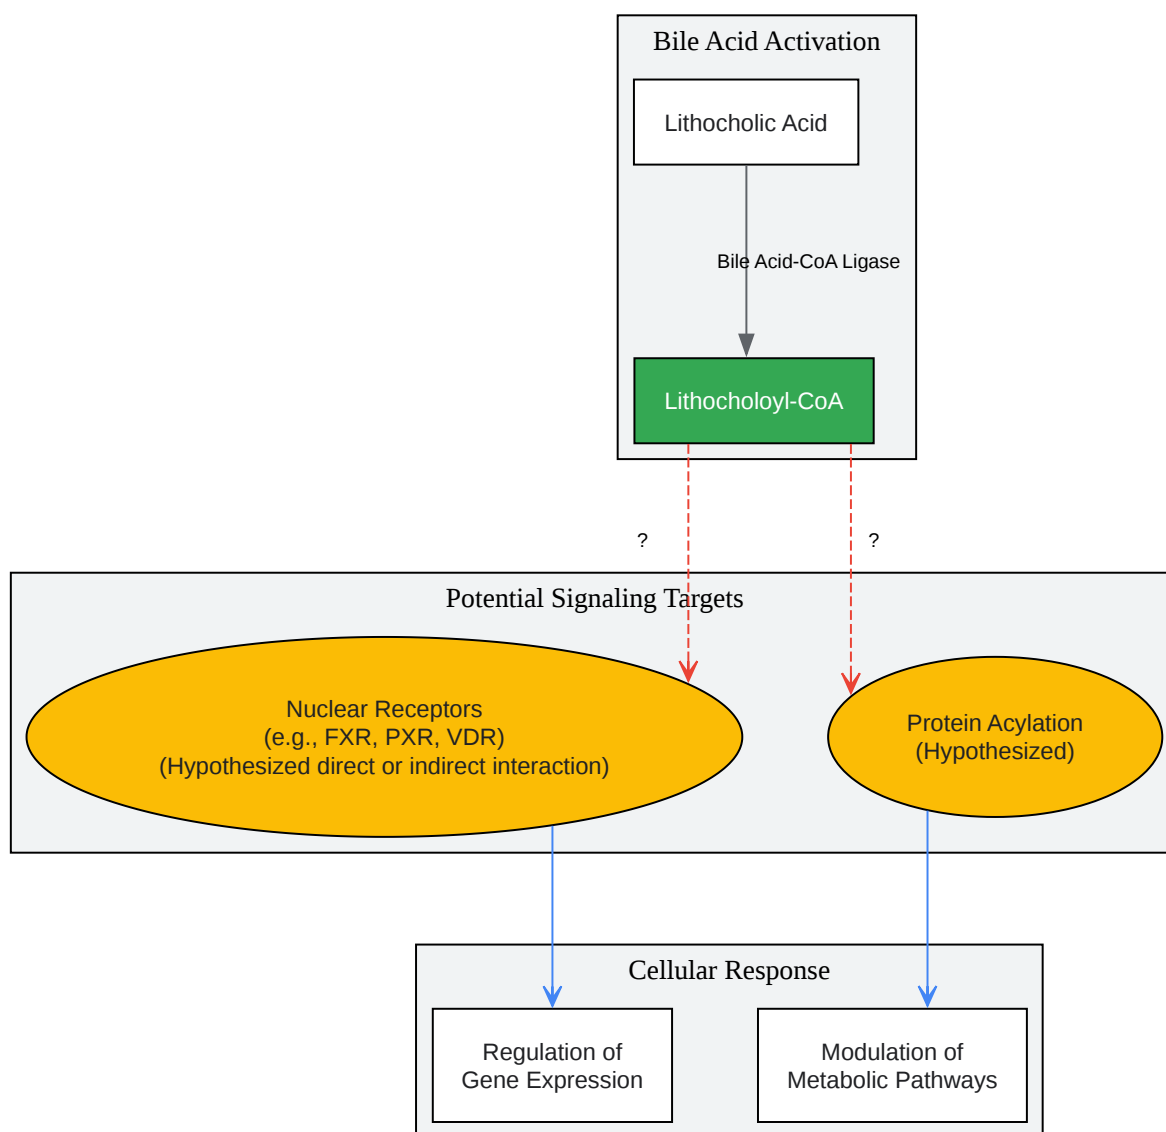 Bile Acid Activation
Lithocholic Acid
Bile Acid-CoA Ligase
Lithocholoyl-CoA
?
?
Potential Signaling Targets
Nuclear Receptors
(e.g., FXR, PXR, VDR)
(Hypothesized direct or indirect interaction)
Protein Acylation
(Hypothesized)
Cellular Response
Regulation of
Gene Expression
Modulation of
Metabolic Pathways